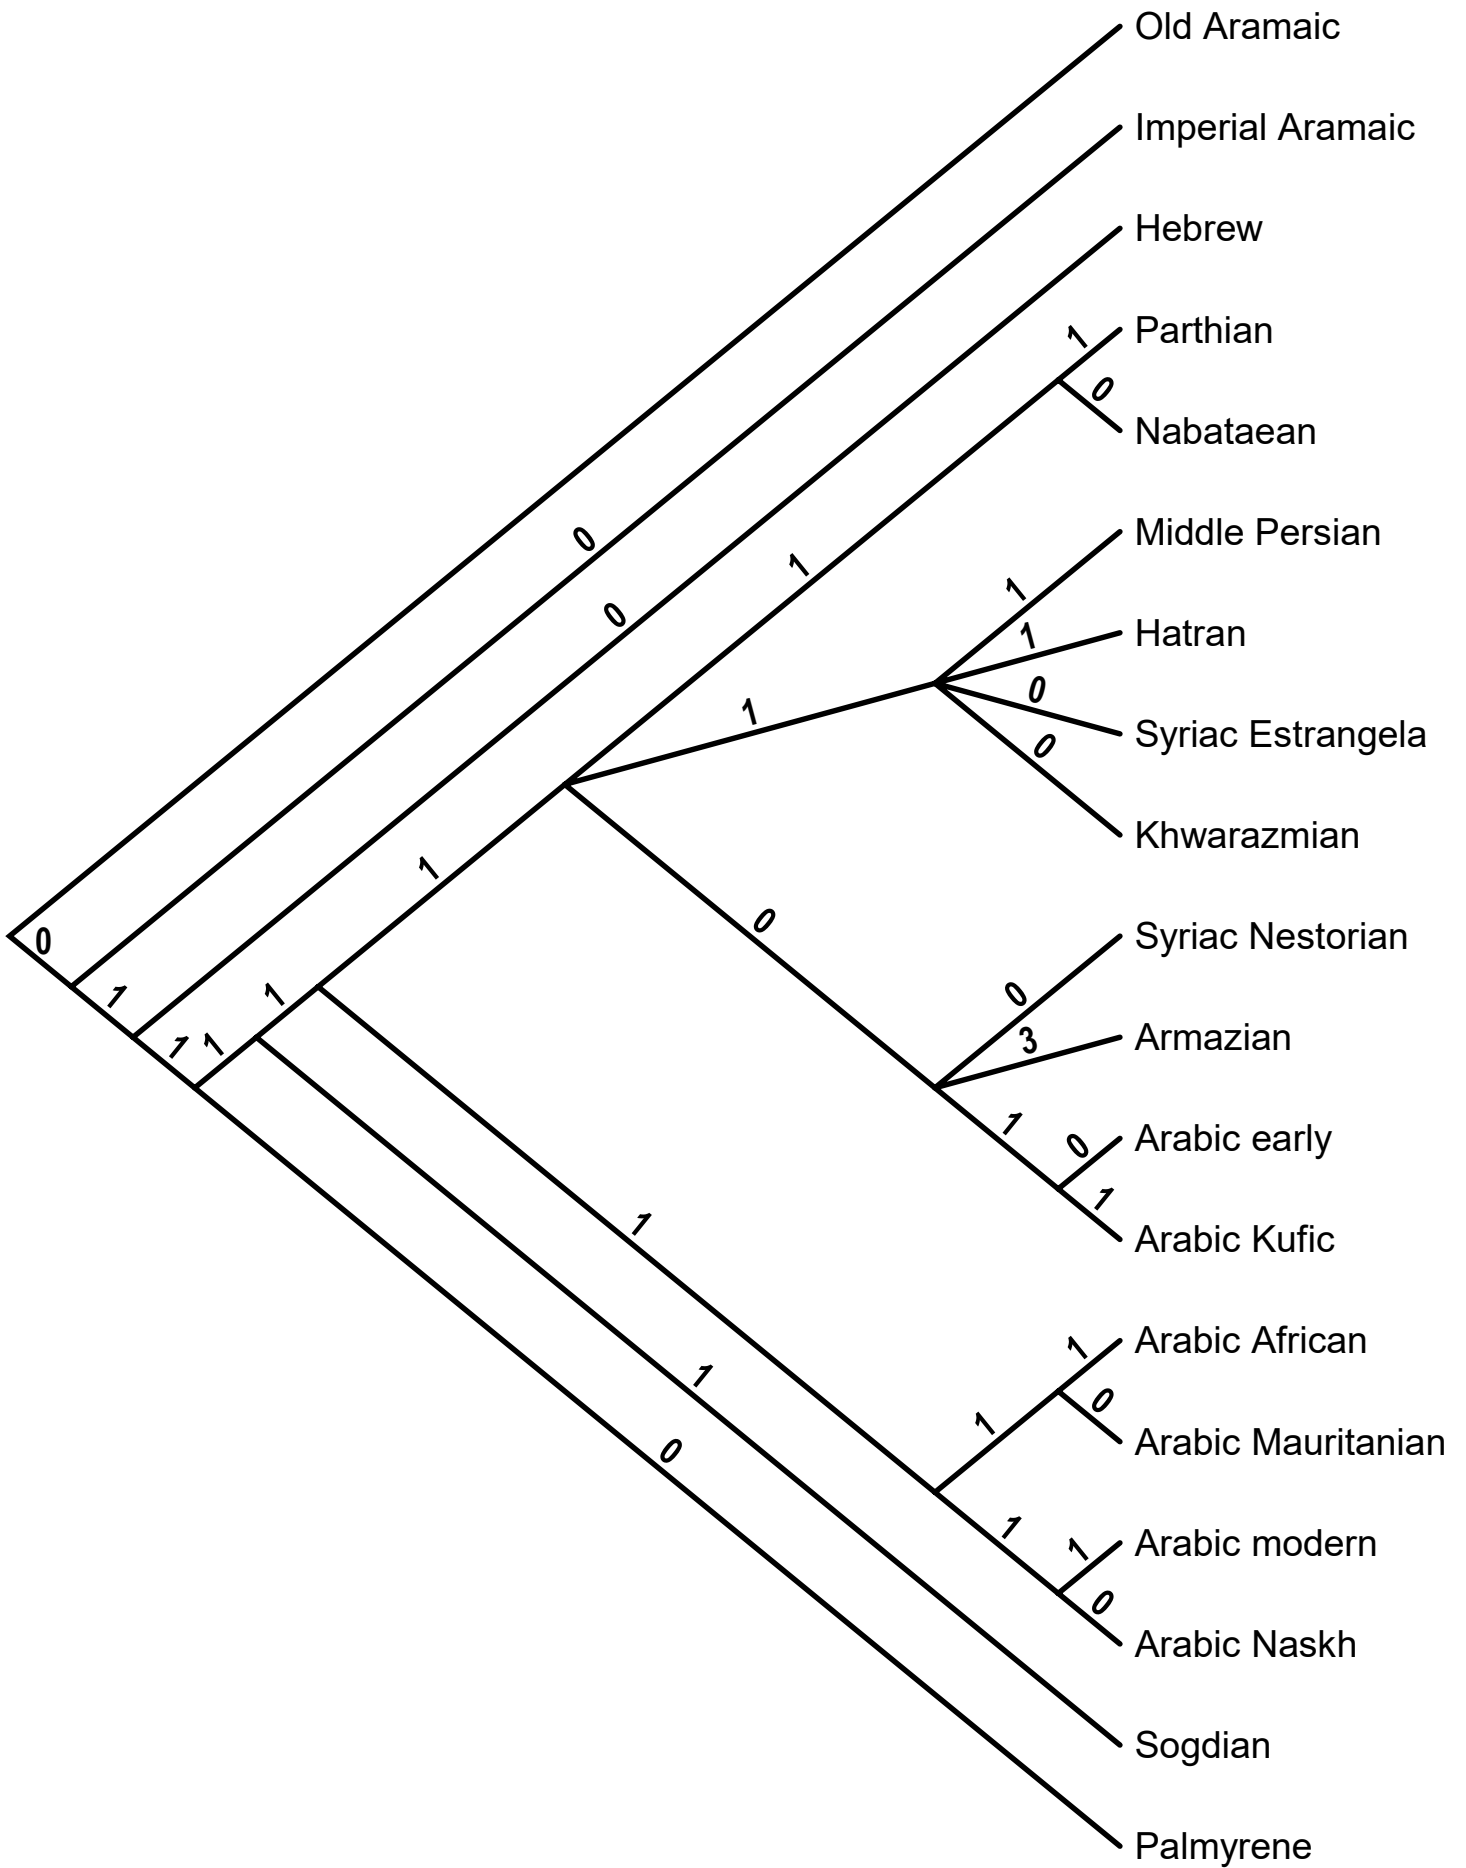 Old Aramaic
Imperial Aramaic
Hebrew
1 Parthian
0 Nabataean
Middle Persian
0
1
1
0
1 Hatran
0
1
Syriac Estrangela
0
Khwarazmian
1
0
0 Syriac Nestorian
0
1
1
0
3 Armazian
1
1
1
0 Arabic early
1
Arabic Kufic
1
1 Arabic African
1
0
1
Arabic Mauritanian
0
1
1 Arabic modern
0
Arabic Naskh
Sogdian
Palmyrene